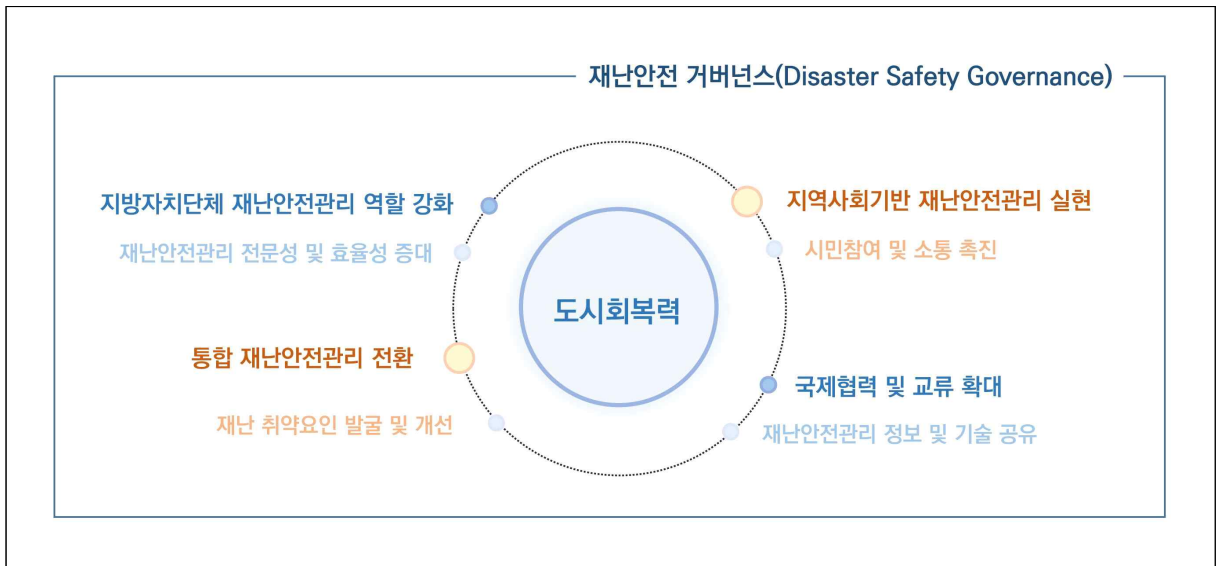 재난안전 거버넌스(Disaster Safety Governance)
지방자치단체 재난안전관리 역할 강화
재난안전관리 전문성 및 효율성 증대
지역사회기반 재난안전관리 실현
시민참여 및 소통 촉진
도시회복력
통합 재난안전관리 전환
재난 취약요인 발굴 및 개선
국제협력 및 교류 확대
재난안전관리 정보 및 기술 공유